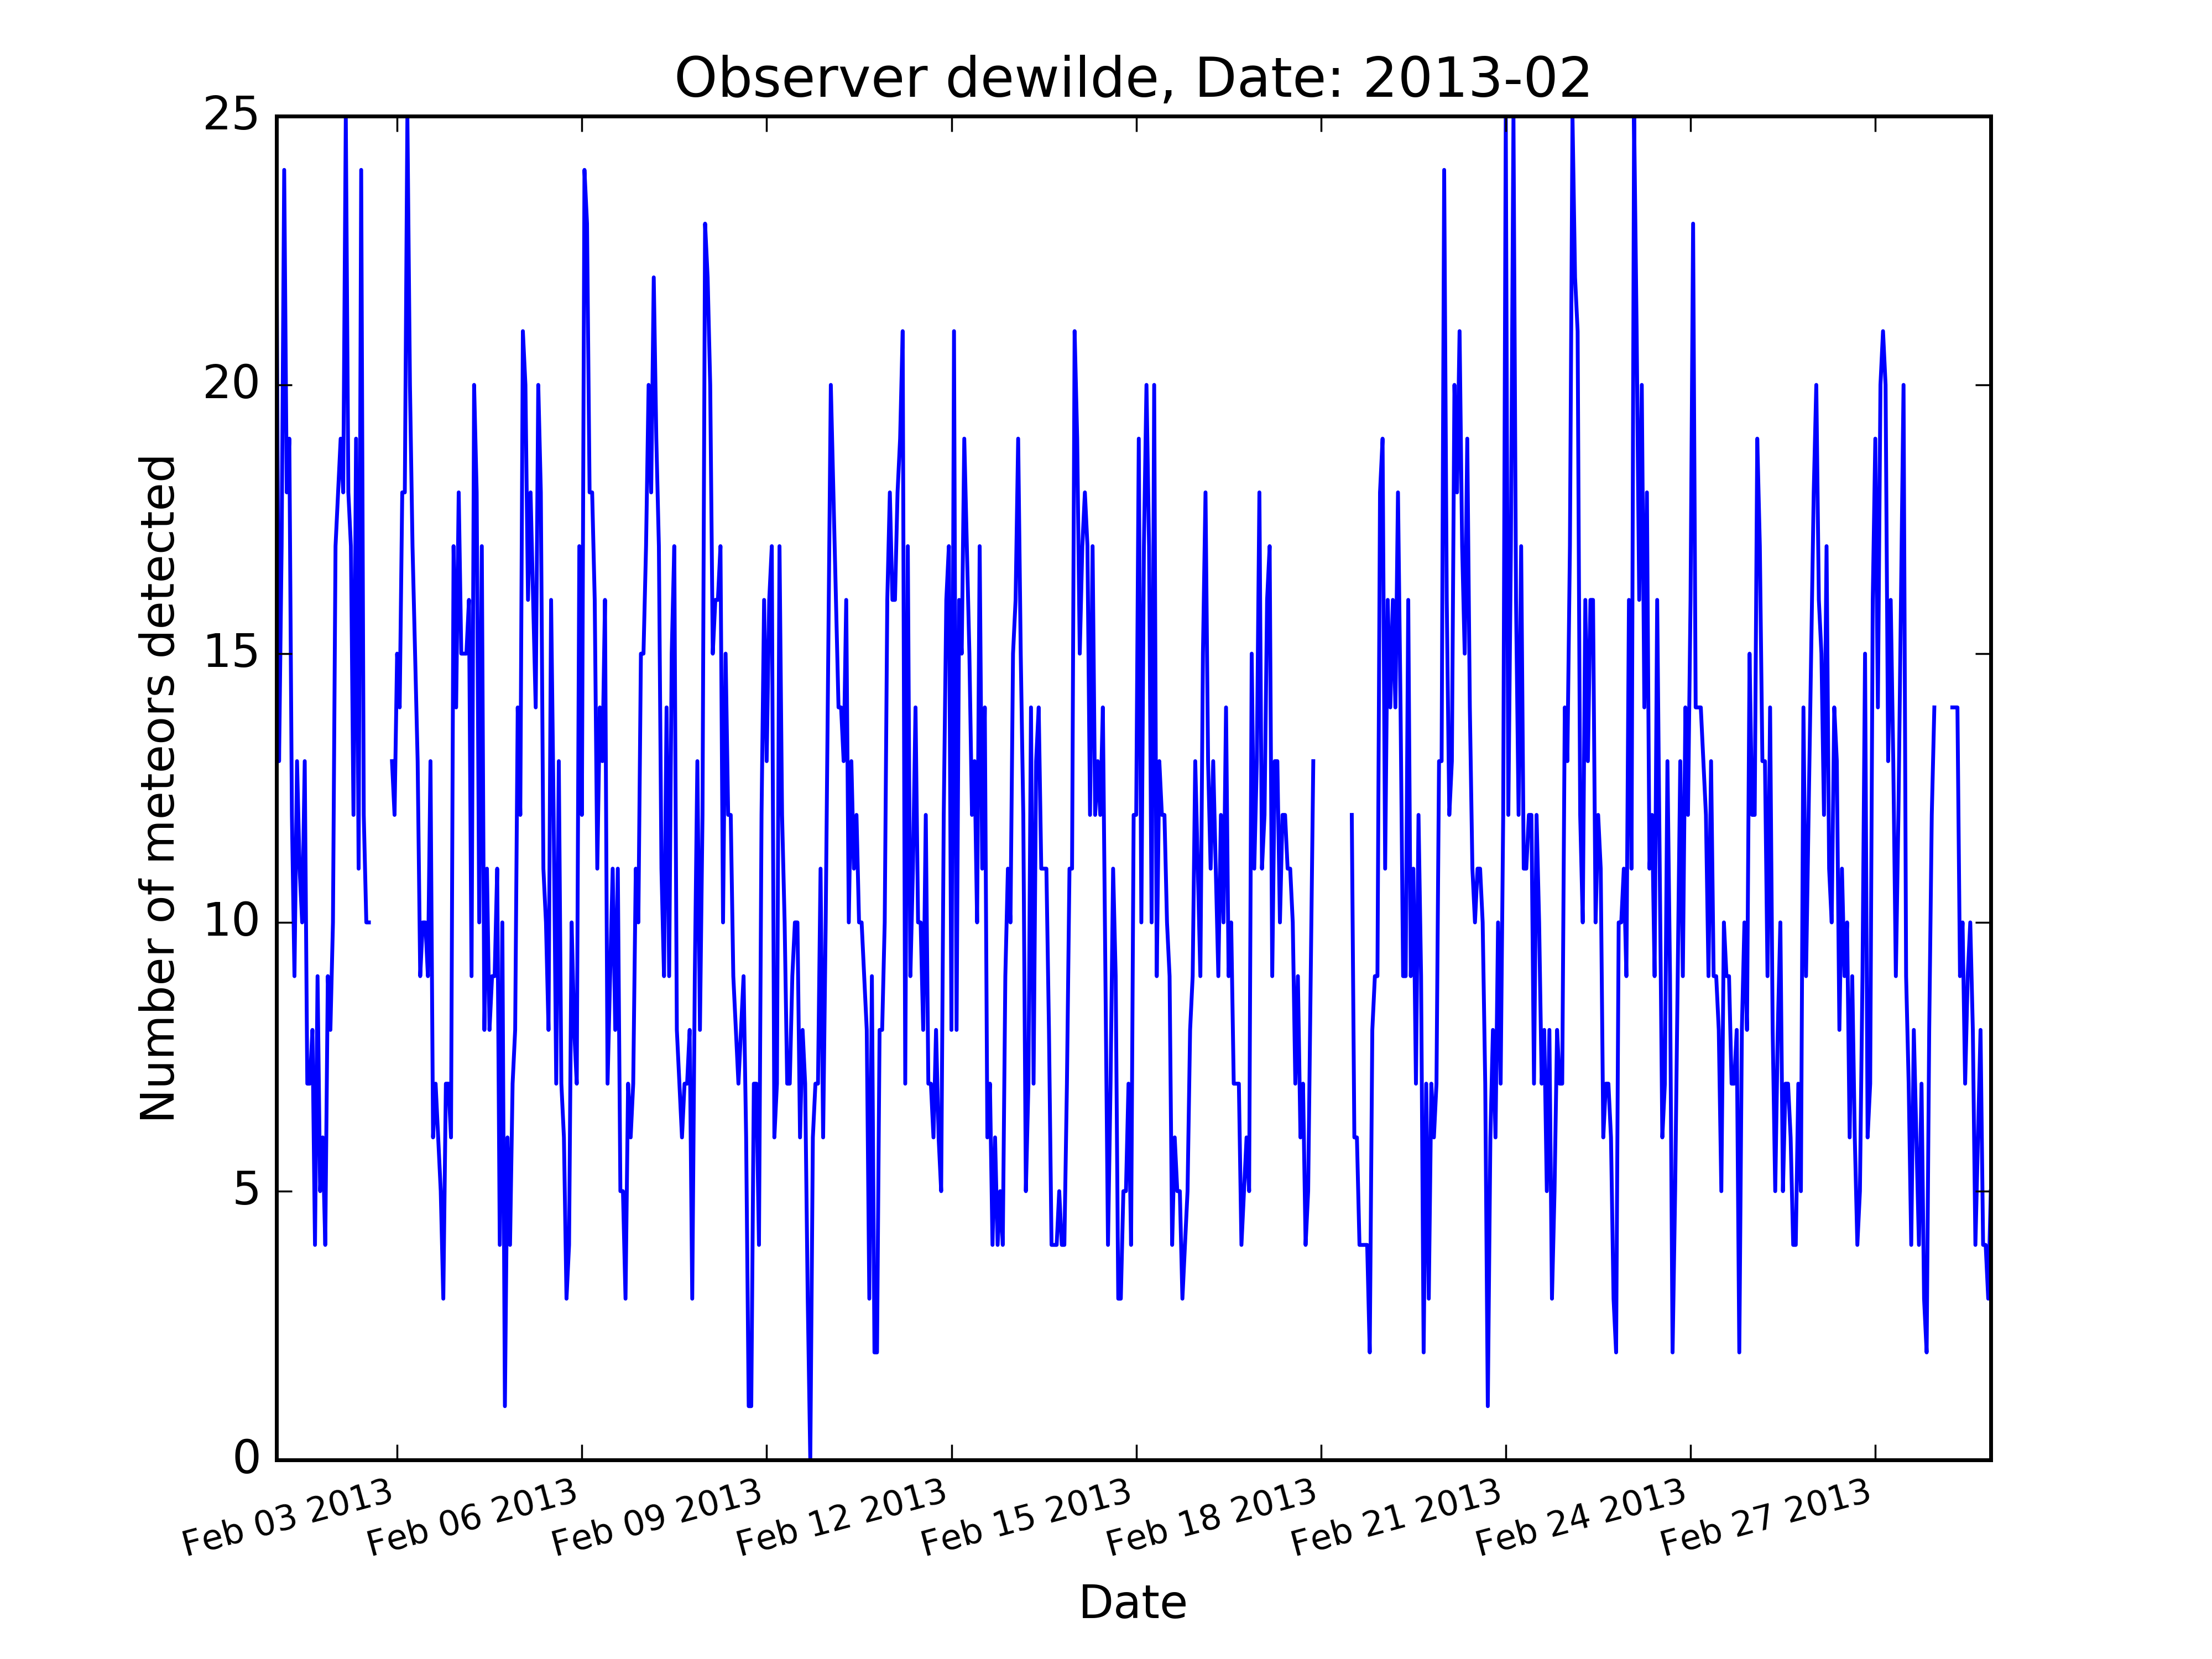 Observer dewilde, Date: 2013-02
25
20
15
10
5
0
Number of meteors detected
Feb 03 2013
Feb 06 2013
Feb 09 2013
Feb 12 2013
Feb 15 2013
Feb 18 2013
Feb 21 2013
Feb 24 2013
Feb 27 2013
Date